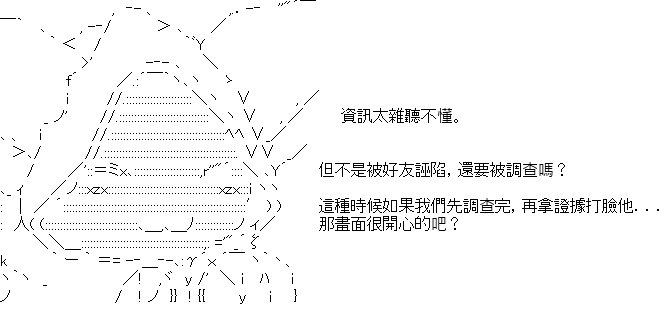 資訊太雜聽不懂。
但不是被好友誣陷，還要被調查嗎？
這種時候如果我們先調查完，再拿證據打臉他...
那畫面很開心的吧？